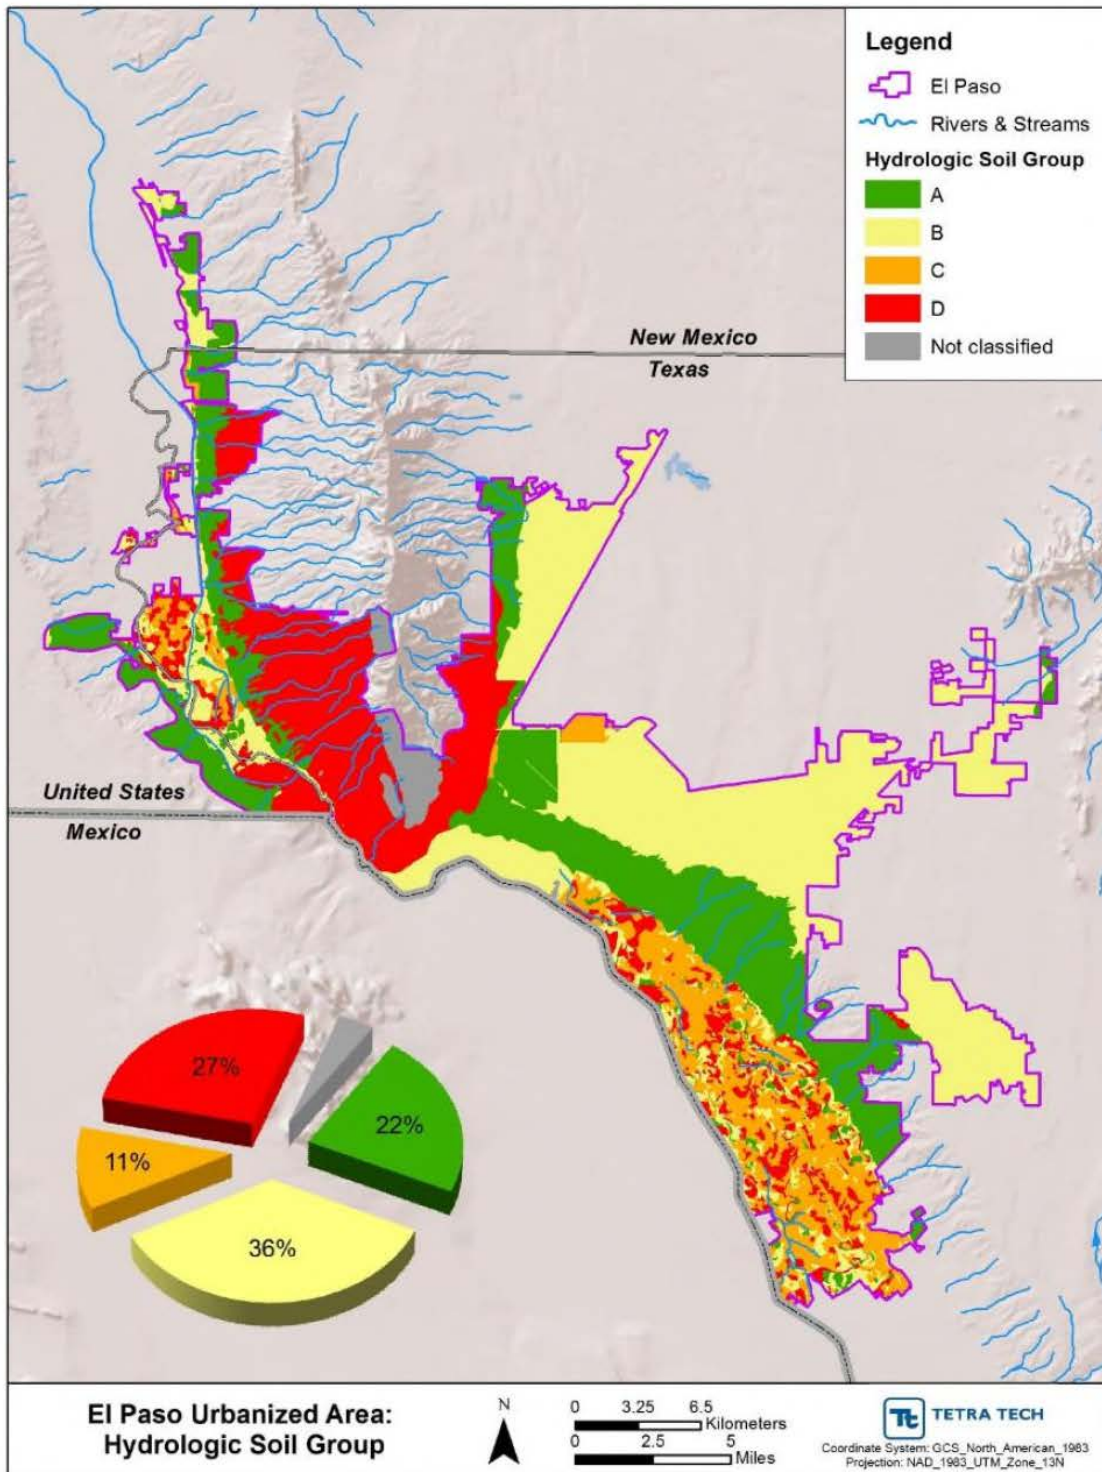 Legend
El Paso
Rivers & Streams
Hydrologic Soil Group
A
B
C
D
Not classified
New Mexico
Texas
United States
Mexico
27%
22%
11%
36%
El Paso Urbanized Area:
Hydrologic Soil Group
N
0 3.25 6.5
Kilometers
0 2.5 5
Miles
Tt TETRA TECH
Coordinate System: GCS_North_American_1983
Projection: NAD_1983_UTM_Zone_13N